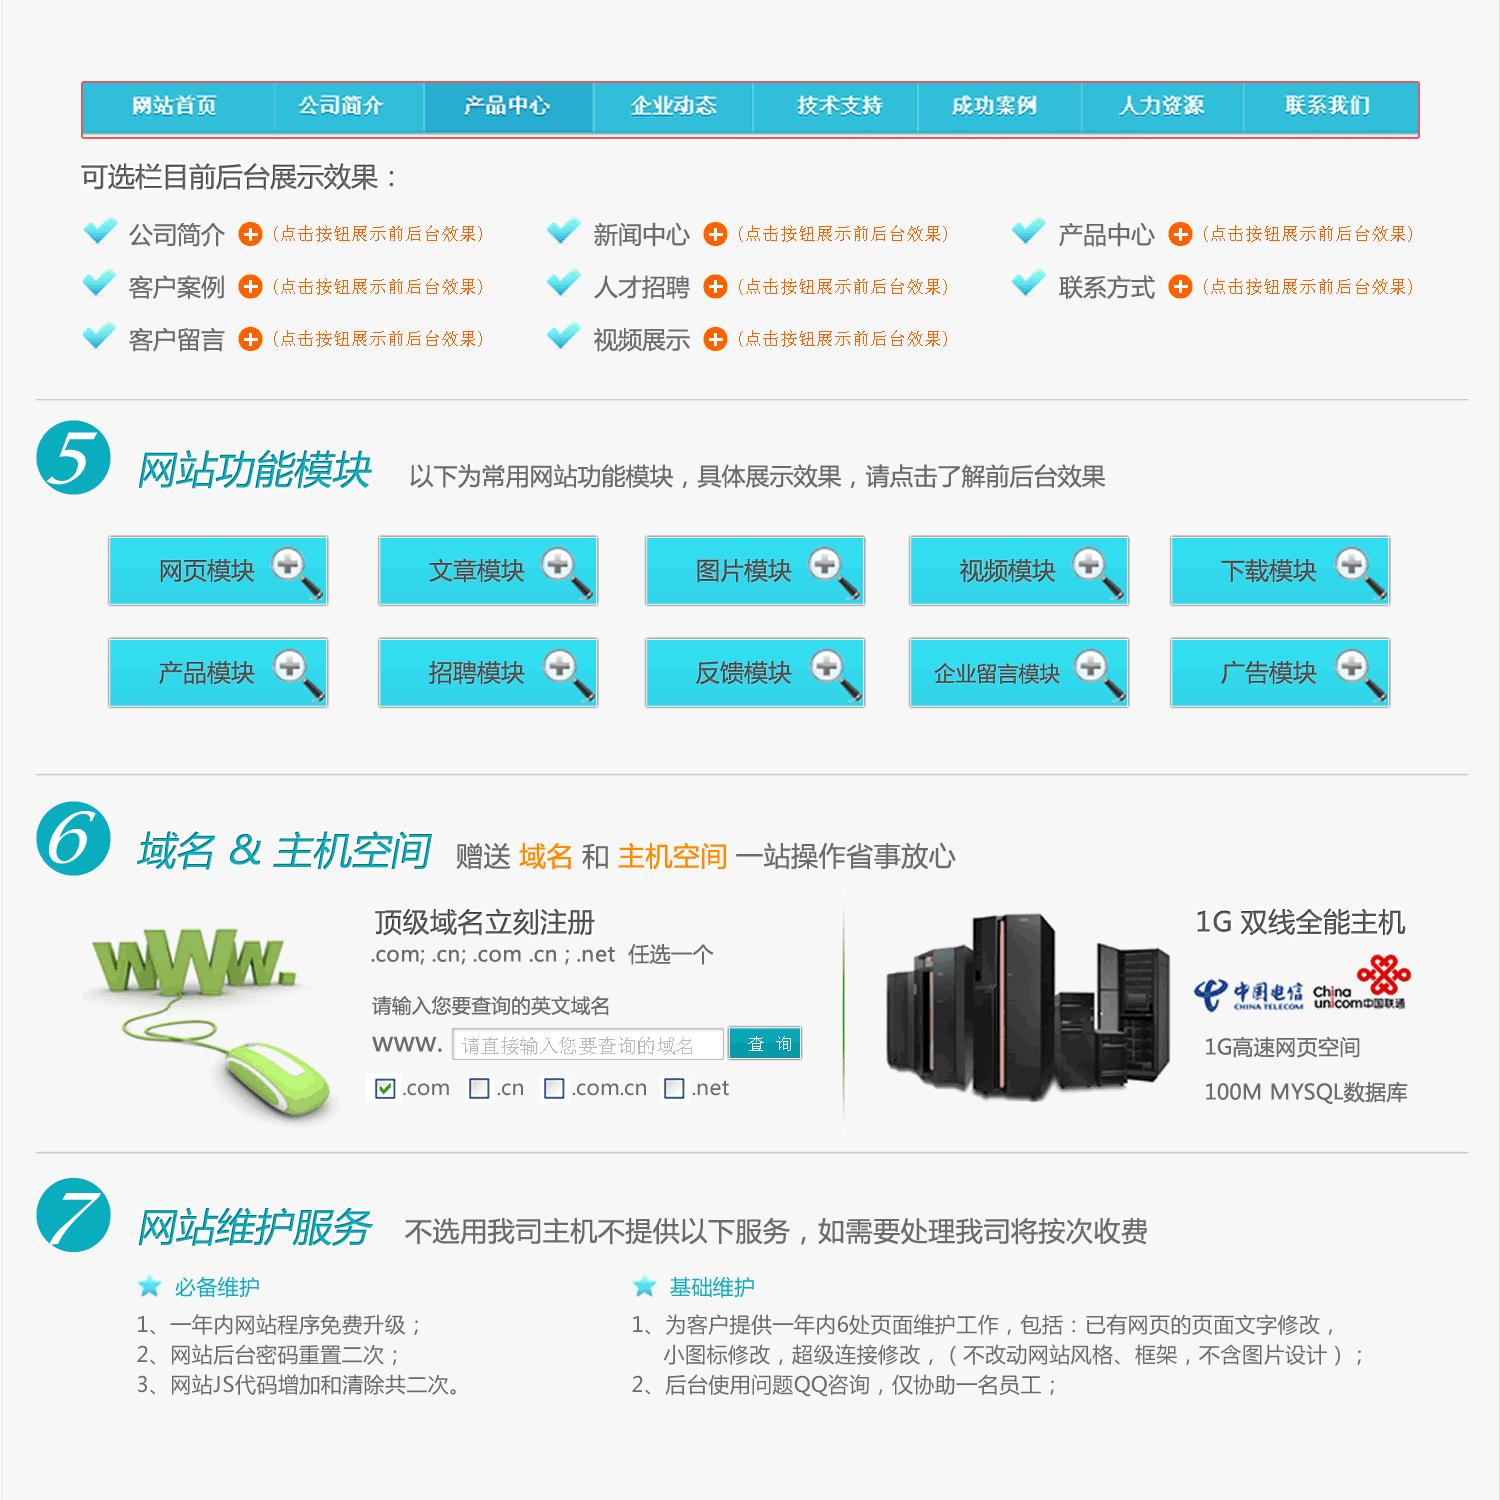 网站首页 公司简介 产品中心 企业动态 技术支持 成功案例 人力资源 联系我们
可选栏目前后台展示效果：
公司简介 (点击按钮展示前后台效果) 新闻中心 (点击按钮展示前后台效果) 产品中心 (点击按钮展示前后台效果)
客户案例 (点击按钮展示前后台效果) 人才招聘 (点击按钮展示前后台效果) 联系方式 (点击按钮展示前后台效果)
客户留言 (点击按钮展示前后台效果) 视频展示 (点击按钮展示前后台效果)
5 网站功能模块 以下为常用网站功能模块，具体展示效果，请点击了解前后台效果
网页模块 文章模块 图片模块 视频模块 下载模块
产品模块 招聘模块 反馈模块 企业留言模块 广告模块
6 域名 & 主机空间 赠送 域名 和 主机空间 一站操作省事放心
WWW.
顶级域名立刻注册
.com; .cn; .com .cn ; .net 任选一个
请输入您要查询的英文域名
www. 请直接输入您要查询的域名 查 询
.com .cn .com.cn .net
1G 双线全能主机
中国电信
CHINA TELECOM
China
unicom中国联通
1G高速网页空间
100M MYSQL数据库
7 网站维护服务 不选用我司主机不提供以下服务，如需要处理我司将按次收费
必备维护
1、一年内网站程序免费升级；
2、网站后台密码重置二次；
3、网站JS代码增加和清除共二次。
基础维护
1、为客户提供一年内6处页面维护工作，包括：已有网页的页面文字修改，
小图标修改，超级连接修改，（不改动网站风格、框架，不含图片设计）；
2、后台使用问题QQ咨询，仅协助一名员工；